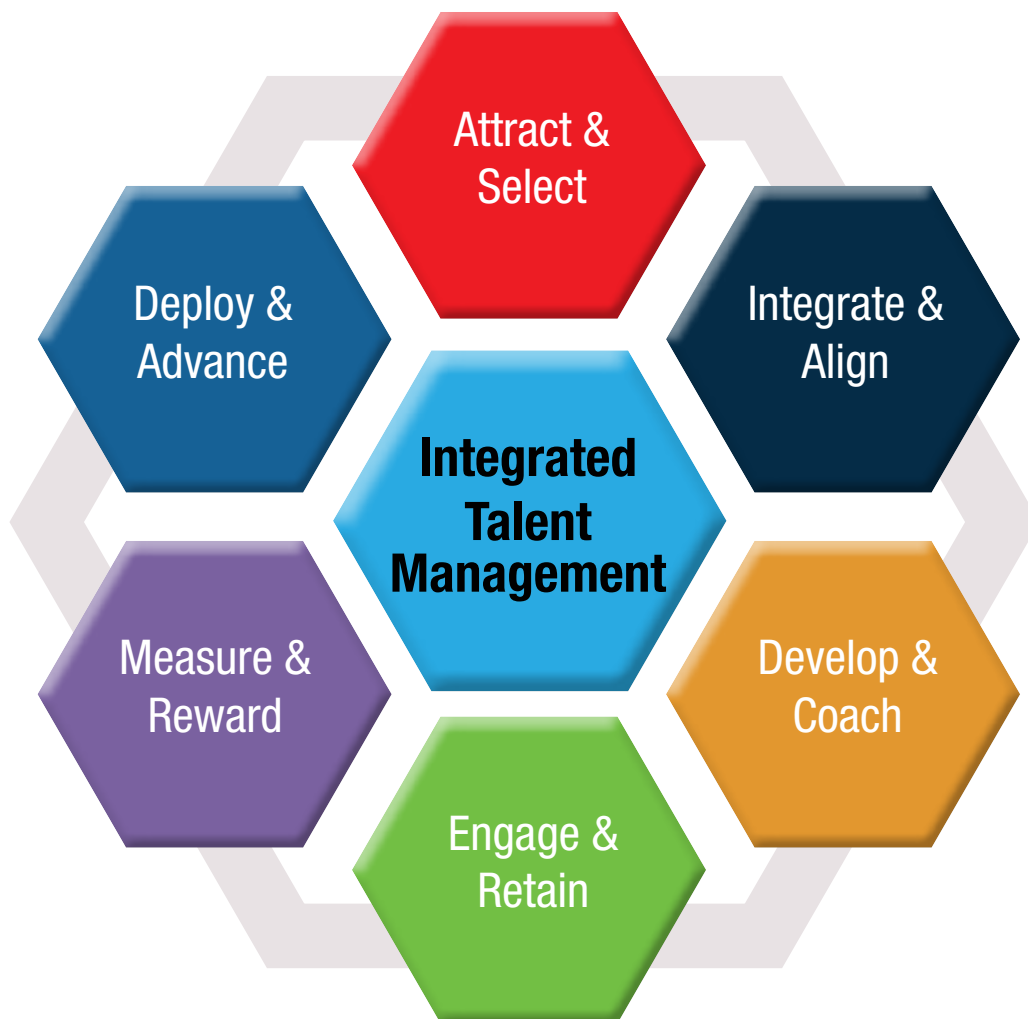 Attract &
Select
Integrate &
Align
Develop &
Coach
Engage &
Retain
Measure &
Reward
Deploy &
Advance
Integrated
Talent
Management